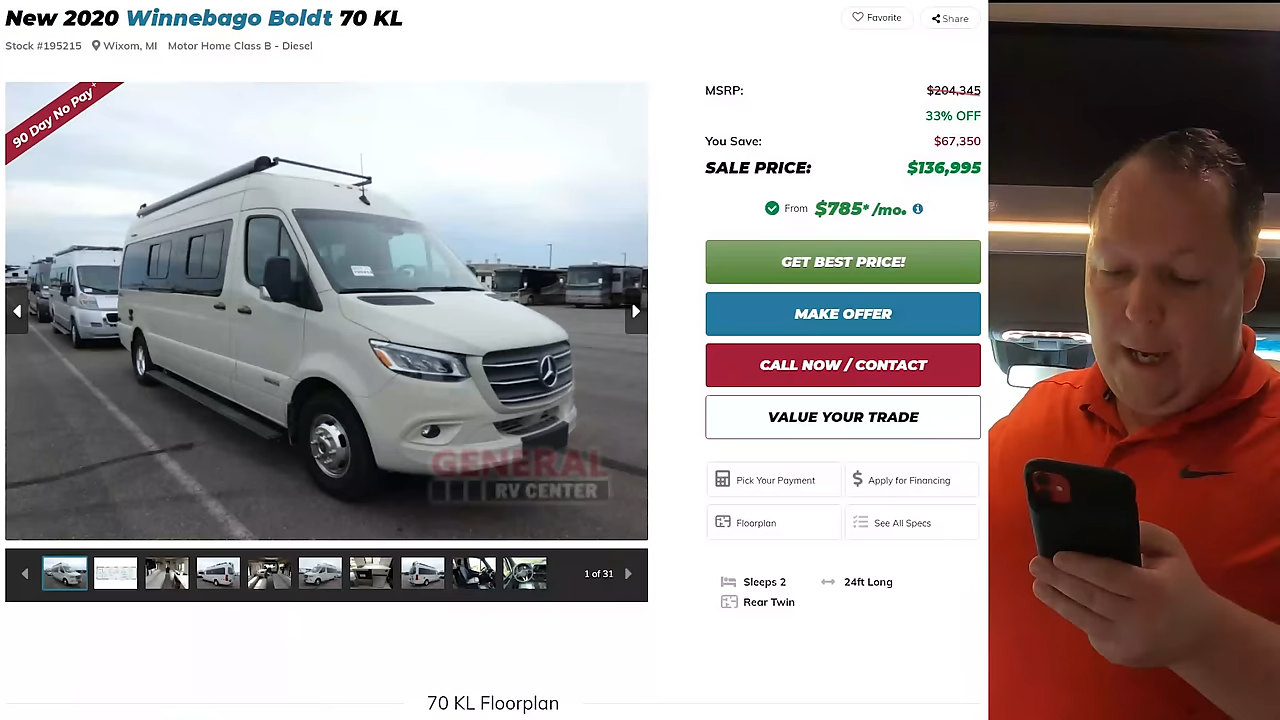 New 2020 Winnebago Boldt 70 KL
Favorite
Share
Stock #195215 Wixom, MI Motor Home Class B - Diesel
90 Day No Pay+
MSRP: $204,345
33% OFF
You Save: $67,350
SALE PRICE: $136,995
From $785* /mo.
GET BEST PRICE!
MAKE OFFER
CALL NOW / CONTACT
VALUE YOUR TRADE
Pick Your Payment
Apply for Financing
Floorplan
See All Specs
GENERAL
RV CENTER
1 of 31
Sleeps 2
24ft Long
Rear Twin
70 KL Floorplan